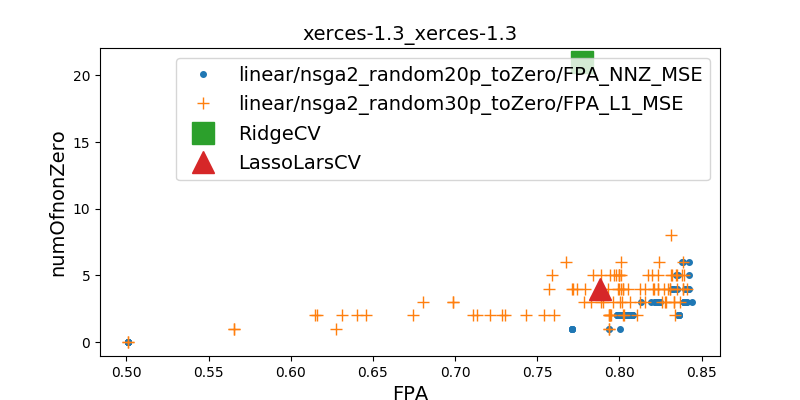 xerces-1.3_xerces-1.3
linear/nsga2_random20p_toZero/FPA_NNZ_MSE
linear/nsga2_random30p_toZero/FPA_L1_MSE
RidgeCV
LassoLarsCV
numOfnonZero
20
15
10
5
0
0.50 0.55 0.60 0.65 0.70 0.75 0.80 0.85
FPA